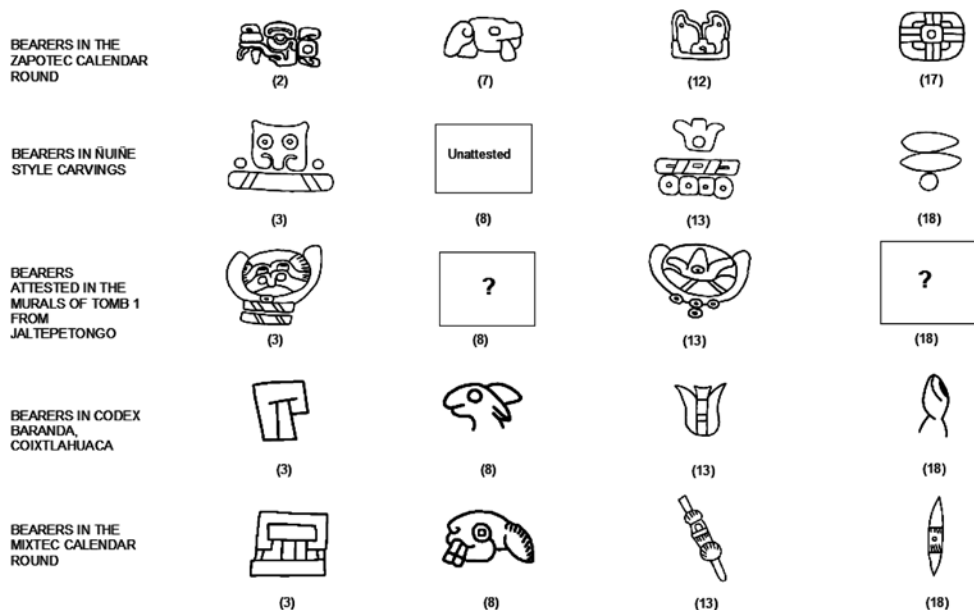 BEARERS IN THE
ZAPOTEC CALENDAR
ROUND
(2) (7) (12) (17)
BEARERS IN ÑUIÑE
STYLE CARVINGS
Unattested
(3) (8) (13) (18)
BEARERS
ATTESTED IN THE
MURALS OF TOMB 1
FROM
JALTEPETONGO
? ?
(3) (8) (13) (18)
BEARERS IN CODEX
BARANDA,
COIXTLAHUACA
(3) (8) (13) (18)
BEARERS IN THE
MIXTEC CALENDAR
ROUND
(3) (8) (13) (18)